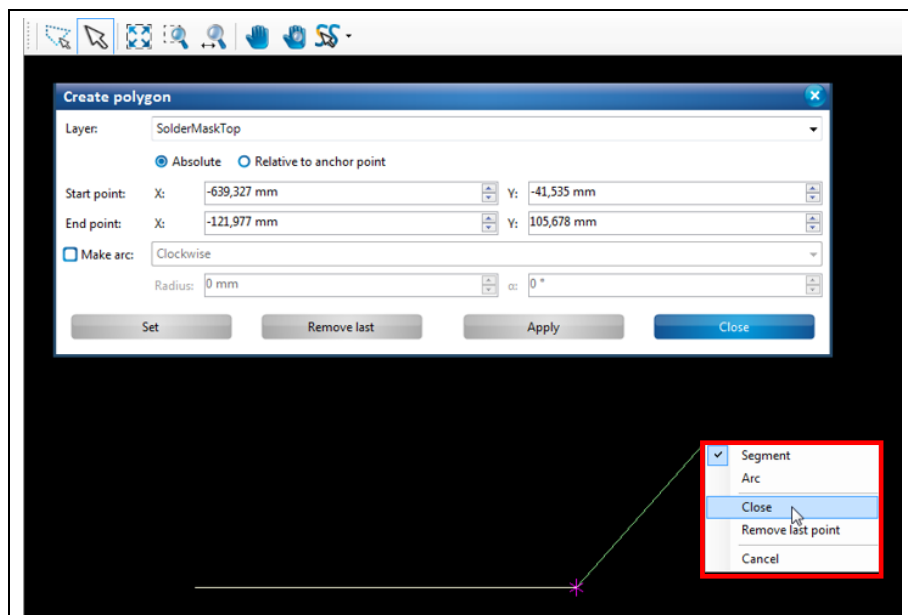 Create polygon
Layer: SolderMaskTop
Absolute Relative to anchor point
Start point: X: -639,327 mm Y: -41,535 mm
End point: X: -121,977 mm Y: 105,678 mm
Make arc: Clockwise
Radius: 0 mm α: 0 °
Set Remove last Apply Close
Segment
Arc
Close
Remove last point
Cancel